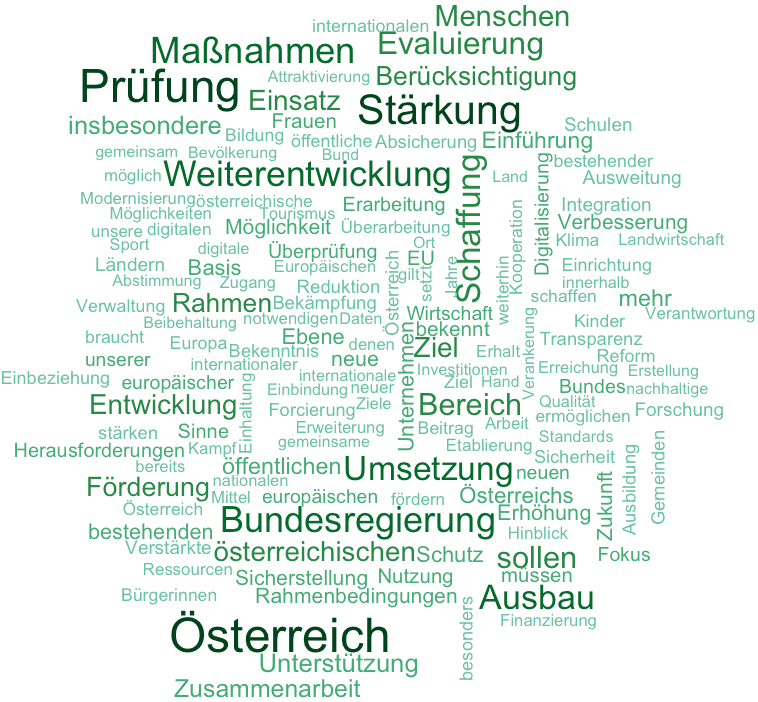 internationalen
Menschen
Maßnahmen
Evaluierung
Attraktivierung
Berücksichtigung
Prüfung
Einsatz
Stärkung
insbesondere
Frauen
Schulen
Bildung
öffentliche
Absicherung
Einführung
gemeinsam
Bevölkerung
Bund
bestehender
möglich
Weiterentwicklung
Schaffung
Land
Digitalisierung
Ausweitung
Modernisierung
österreichische
Erarbeitung
Integration
Möglichkeiten
Tourismus
Kooperation
Verbesserung
unsere
digitalen
Möglichkeit
Überarbeitung
Klima
Landwirtschaft
Sport
digitale
Überprüfung
Ort
Ländern
Basis
Europäischen
Österreich
EU
Einrichtung
Abstimmung
Zugang
Reduktion
gilt
setzt
Jahre
weiterhin
innerhalb
Verwaltung
Rahmen
Bekämpfung
schaffen
mehr
Beibehaltung
notwendigen
Daten
Wirtschaft
Kinder
Verantwortung
braucht
Europa
Ebene
denen
bekennt
Verankerung
Transparenz
unserer
Bekenntnis
neue
Unternehmen
Ziel
Erhalt
Reform
internationaler
Einbeziehung
europäischer
internationale
Investitionen
Erreichung
Erstellung
Einhaltung
Einbindung
neuer
Ziel
Hand
Bundes
nachhaltige
Entwicklung
Forcierung
Ziele
Bereich
Qualität
ermöglichen
Forschung
stärken
Sinne
Erweiterung
Beitrag
Arbeit
Herausforderungen
Kampf
gemeinsame
Etablierung
Standards
Sicherheit
bereits
öffentlichen
Umsetzung
neuen
Zukunft
Ausbildung
Gemeinden
Förderung
nationalen
Mittel
europäischen
fördern
Österreichs
Österreich
Bundesregierung
Erhöhung
bestehenden
Hinblick
Verstärkte
österreichischen
Schutz
sollen
Fokus
Ressourcen
Sicherstellung
Nutzung
müssen
Bürgerinnen
Rahmenbedingungen
besonders
Ausbau
Österreich
Finanzierung
Unterstützung
Zusammenarbeit